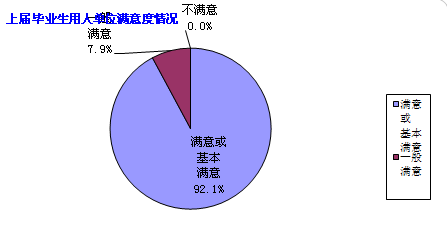 上届毕业生用人单位满意度情况
不满意
0.0%
满意
7.9%
满意或
基本
满意
92.1%
满意
或
基本
满意
一般
满意